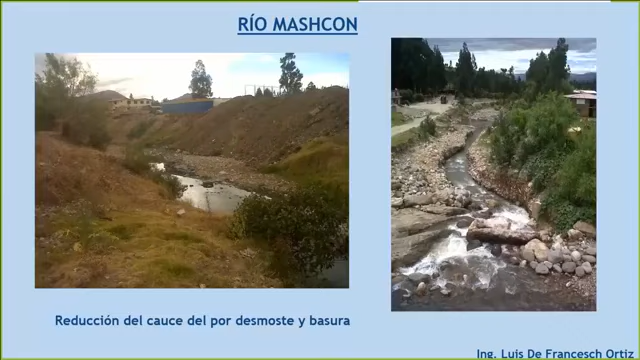 RÍO MASHCON
Reducción del cauce del por desmoste y basura
Ing. Luis De Francesch Ortiz